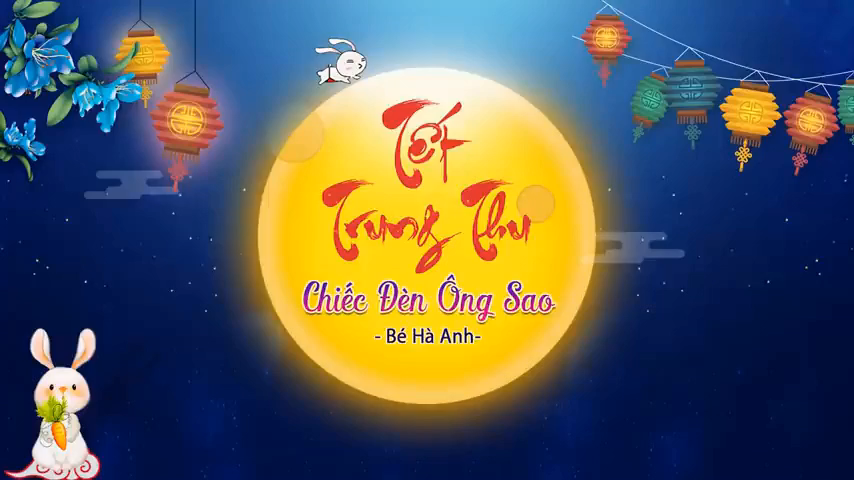 Tết
Trung Thu
Chiếc Đèn Ông Sao
- Bé Hà Anh-